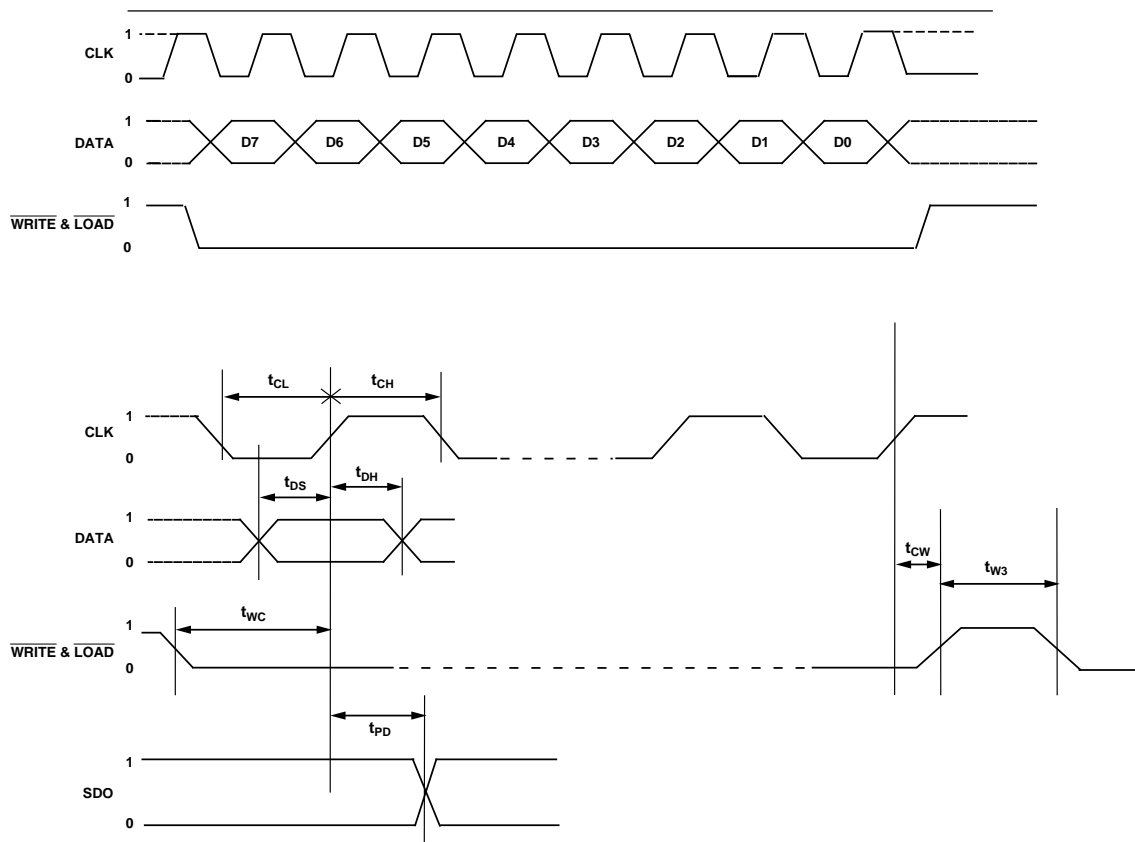 1
CLK
0
1
DATA D7 D6 D5 D4 D3 D2 D1 D0
0
1
WRITE & LOAD
0
tCL tCH
1
CLK
0
tDS tDH
1
DATA
0
tCW tW3
tWC
1
WRITE & LOAD
0
tPD
1
SDO
0